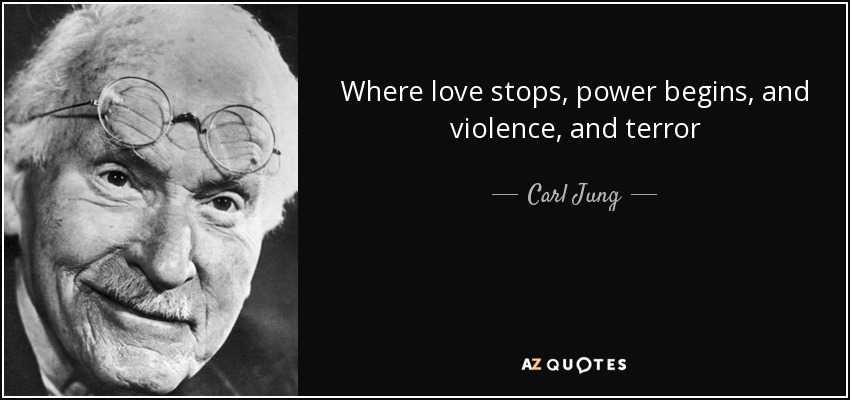 Where love stops, power begins, and
violence, and terror
— Carl Jung —
AZ QUOTES